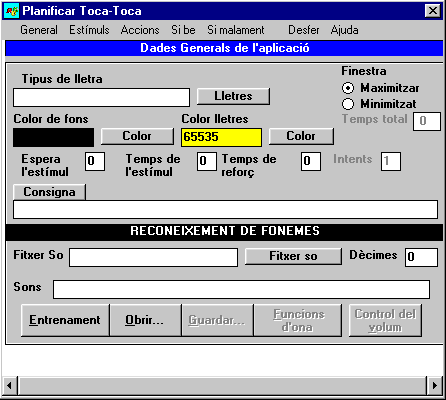 Planificar Toca-Toca
General Estímuls Accions Si be Si malament Desfer Ajuda
Dades Generals de l'aplicació
Tipus de lletra
Lletres
Finestra
Maximitzar
Minimitzat
Color de fons
Color
Color lletres
65535
Color
Temps total 0
Espera
l'estímul
0
Temps de
l'estímul
0
Temps de
reforç
0
Intents 1
Consigna
RECONEIXEMENT DE FONEMES
Fitxer So
Fitxer so
Dècimes 0
Sons
Entrenament
Obrir...
Guardar...
Funcions
d'ona
Control del
volum